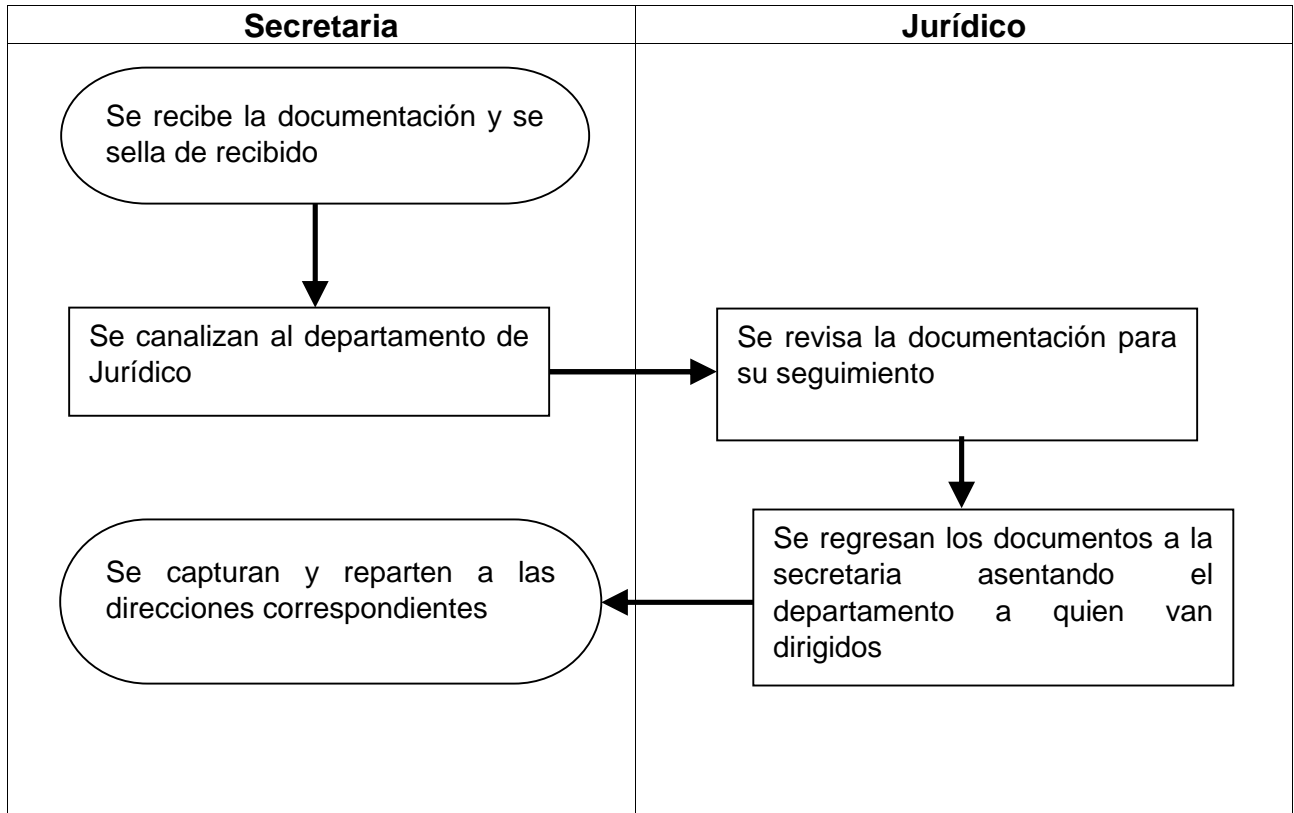 Secretaria
Jurídico
Se recibe la documentación y se
sella de recibido
Se canalizan al departamento de
Jurídico
Se revisa la documentación para
su seguimiento
Se regresan los documentos a la
secretaria asentando el
departamento a quien van
dirigidos
Se capturan y reparten a las
direcciones correspondientes